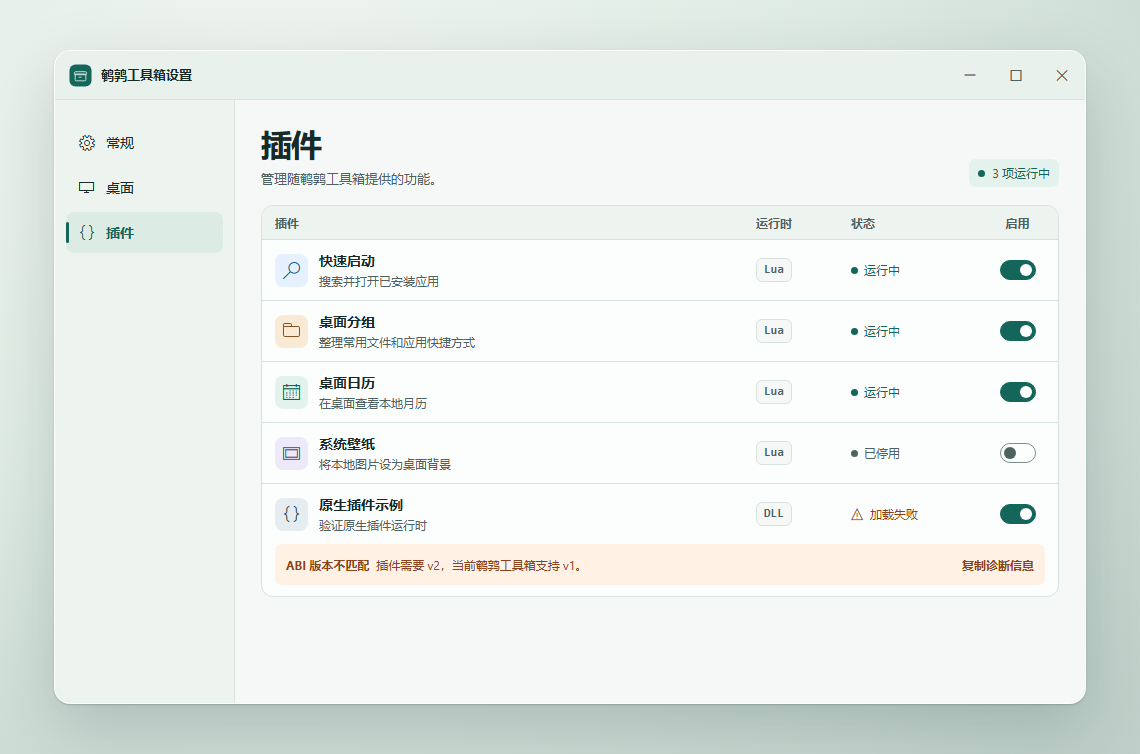 鹌鹑工具箱设置
常规
桌面
插件
插件
管理随鹌鹑工具箱提供的功能。
3 项运行中
插件 运行时 状态 启用
快速启动
搜索并打开已安装应用
Lua
运行中
桌面分组
整理常用文件和应用快捷方式
Lua
运行中
桌面日历
在桌面查看本地月历
Lua
运行中
系统壁纸
将本地图片设为桌面背景
Lua
已停用
{} 原生插件示例
验证原生插件运行时
DLL
加载失败
ABI 版本不匹配 插件需要 v2，当前鹌鹑工具箱支持 v1。
复制诊断信息